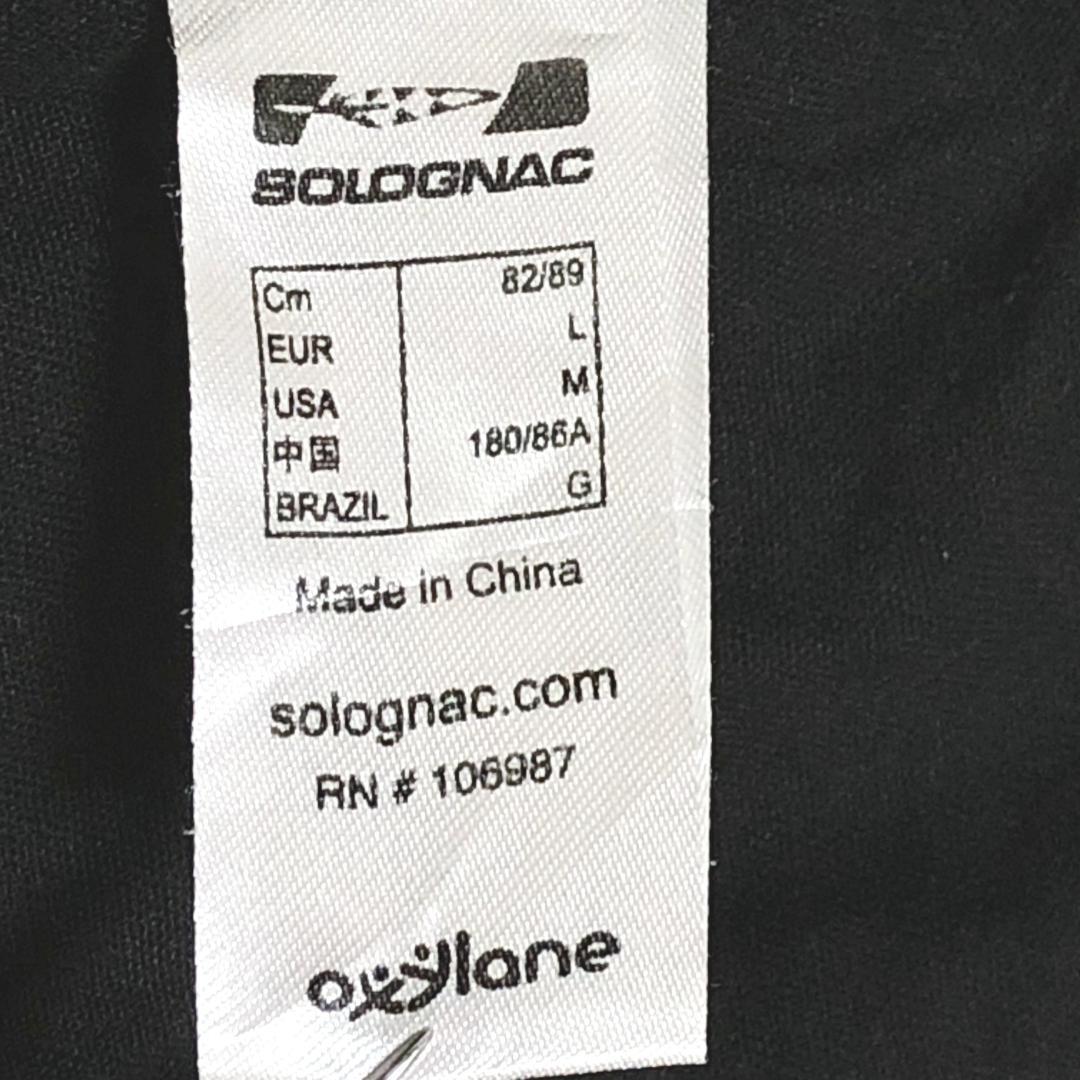 SOLOGNAC
Cm 82/89
EUR L
USA M
中国 180/86A
BRAZIL G
Made in China
solognac.com
RN # 106987
oxylane